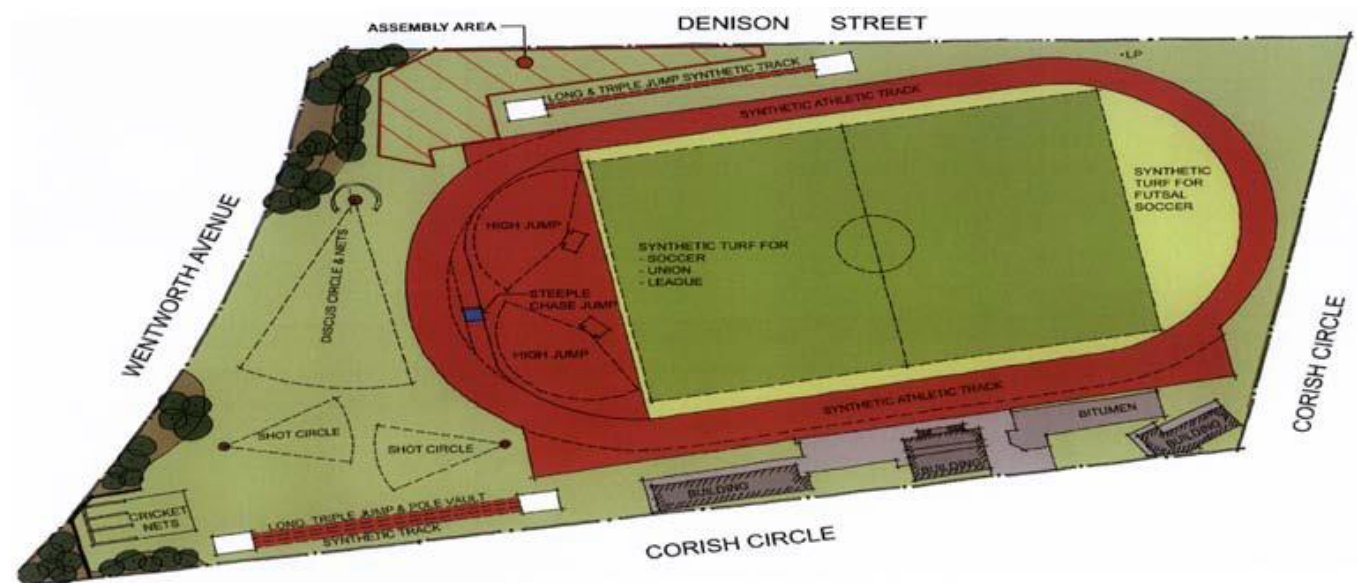 DENISON STREET
ASSEMBLY AREA
LP
LONG & TRIPLE JUMP SYNTHETIC TRACK
SYNTHETIC ATHLETIC TRACK
SYNTHETIC
TURF FOR
FUTSAL
SOCCER
WENTWORTH AVENUE
HIGH JUMP
SYNTHETIC TURF FOR
- SOCCER
- UNION
- LEAGUE
DISCUS CIRCLE & NETS
STEEPLE
CHASE JUMP
HIGH JUMP
CORISH CIRCLE
SYNTHETIC ATHLETIC TRACK
BITUMEN
SHOT CIRCLE
SHOT CIRCLE
BUILDING
BUILDING
BUILDING
CRICKET
NETS
LONG, TRIPLE JUMP & POLE VAULT
SYNTHETIC TRACK
CORISH CIRCLE